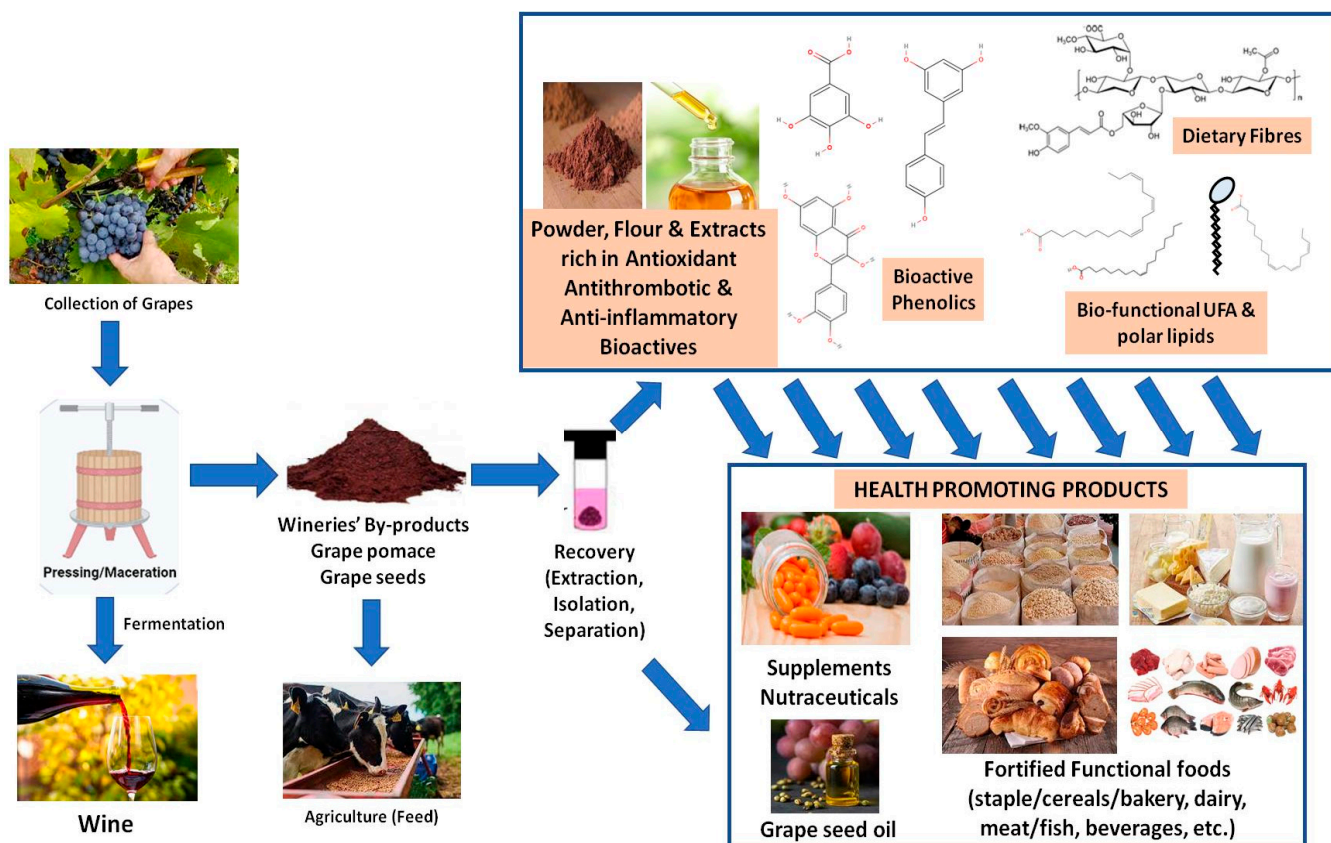 Collection of Grapes
Pressing/Maceration
Fermentation
Wine
Wineries' By-products
Grape pomace
Grape seeds
Agriculture (Feed)
Recovery
(Extraction,
Isolation,
Separation)
Powder, Flour & Extracts
rich in Antioxidant
Antithrombotic &
Anti-inflammatory
Bioactives
Bioactive
Phenolics
Dietary Fibres
Bio-functional UFA &
polar lipids
HEALTH PROMOTING PRODUCTS
Supplements
Nutraceuticals
Grape seed oil
Fortified Functional foods
(staple/cereals/bakery, dairy,
meat/fish, beverages, etc.)